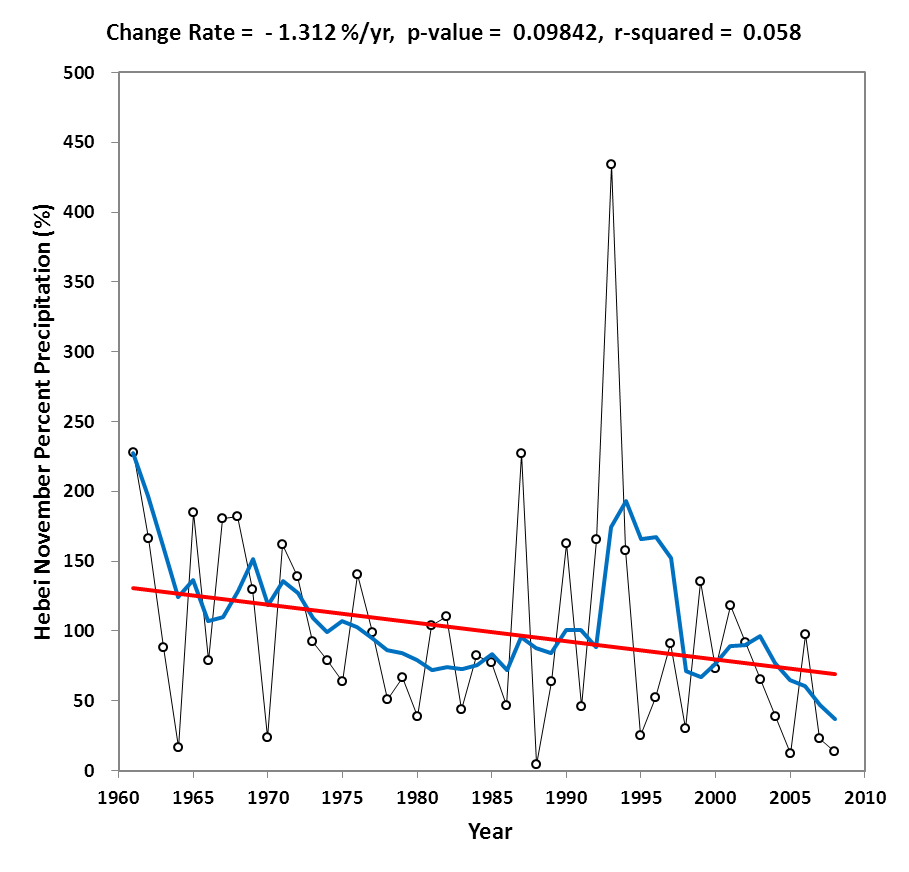 Change Rate = - 1.312 %/yr, p-value = 0.09842, r-squared = 0.058
500
450
400
350
300
250
200
150
100
50
0
Hebei November Percent Precipitation (%)
1960 1965 1970 1975 1980 1985 1990 1995 2000 2005 2010
Year